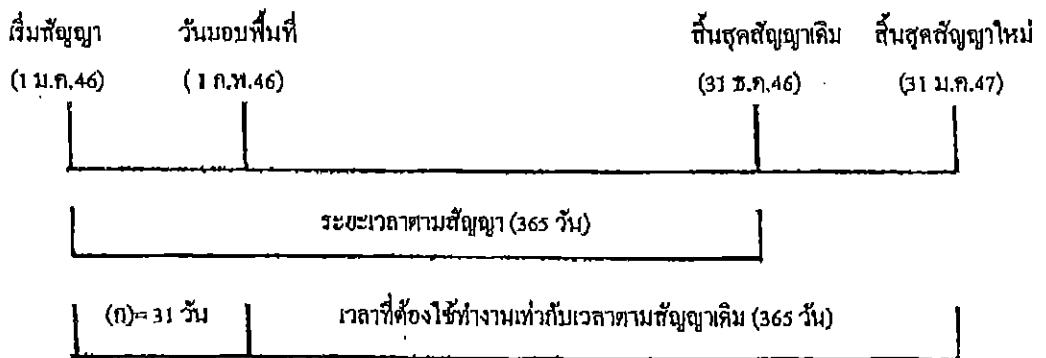 เริ่มสัญญา วันมอบพื้นที่ สิ้นสุดสัญญาเดิม สิ้นสุดสัญญาใหม่
(1 ม.ค.46) (1 ก.พ.46) (31 ธ.ค.46) (31 ม.ค.47)
ระยะเวลาตามสัญญา (365 วัน)
(ก)= 31 วัน เวลาที่ต้องใช้ทำงานเท่ากับเวลาตามสัญญาเดิม (365 วัน)